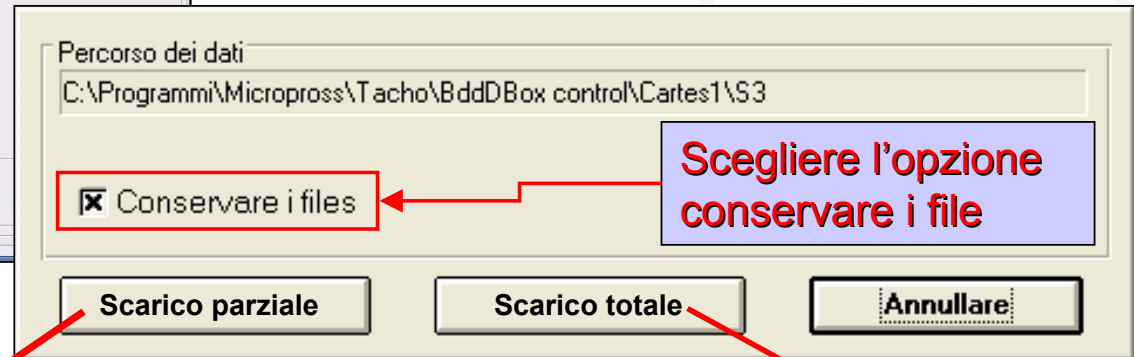 Percorso dei dati
C:\Programmi\Micropross\Tacho\BddDBox control\Cartes1\S3
Scegliere l'opzione
conservare i file
Conservare i files
Scarico parziale Scarico totale Annullare